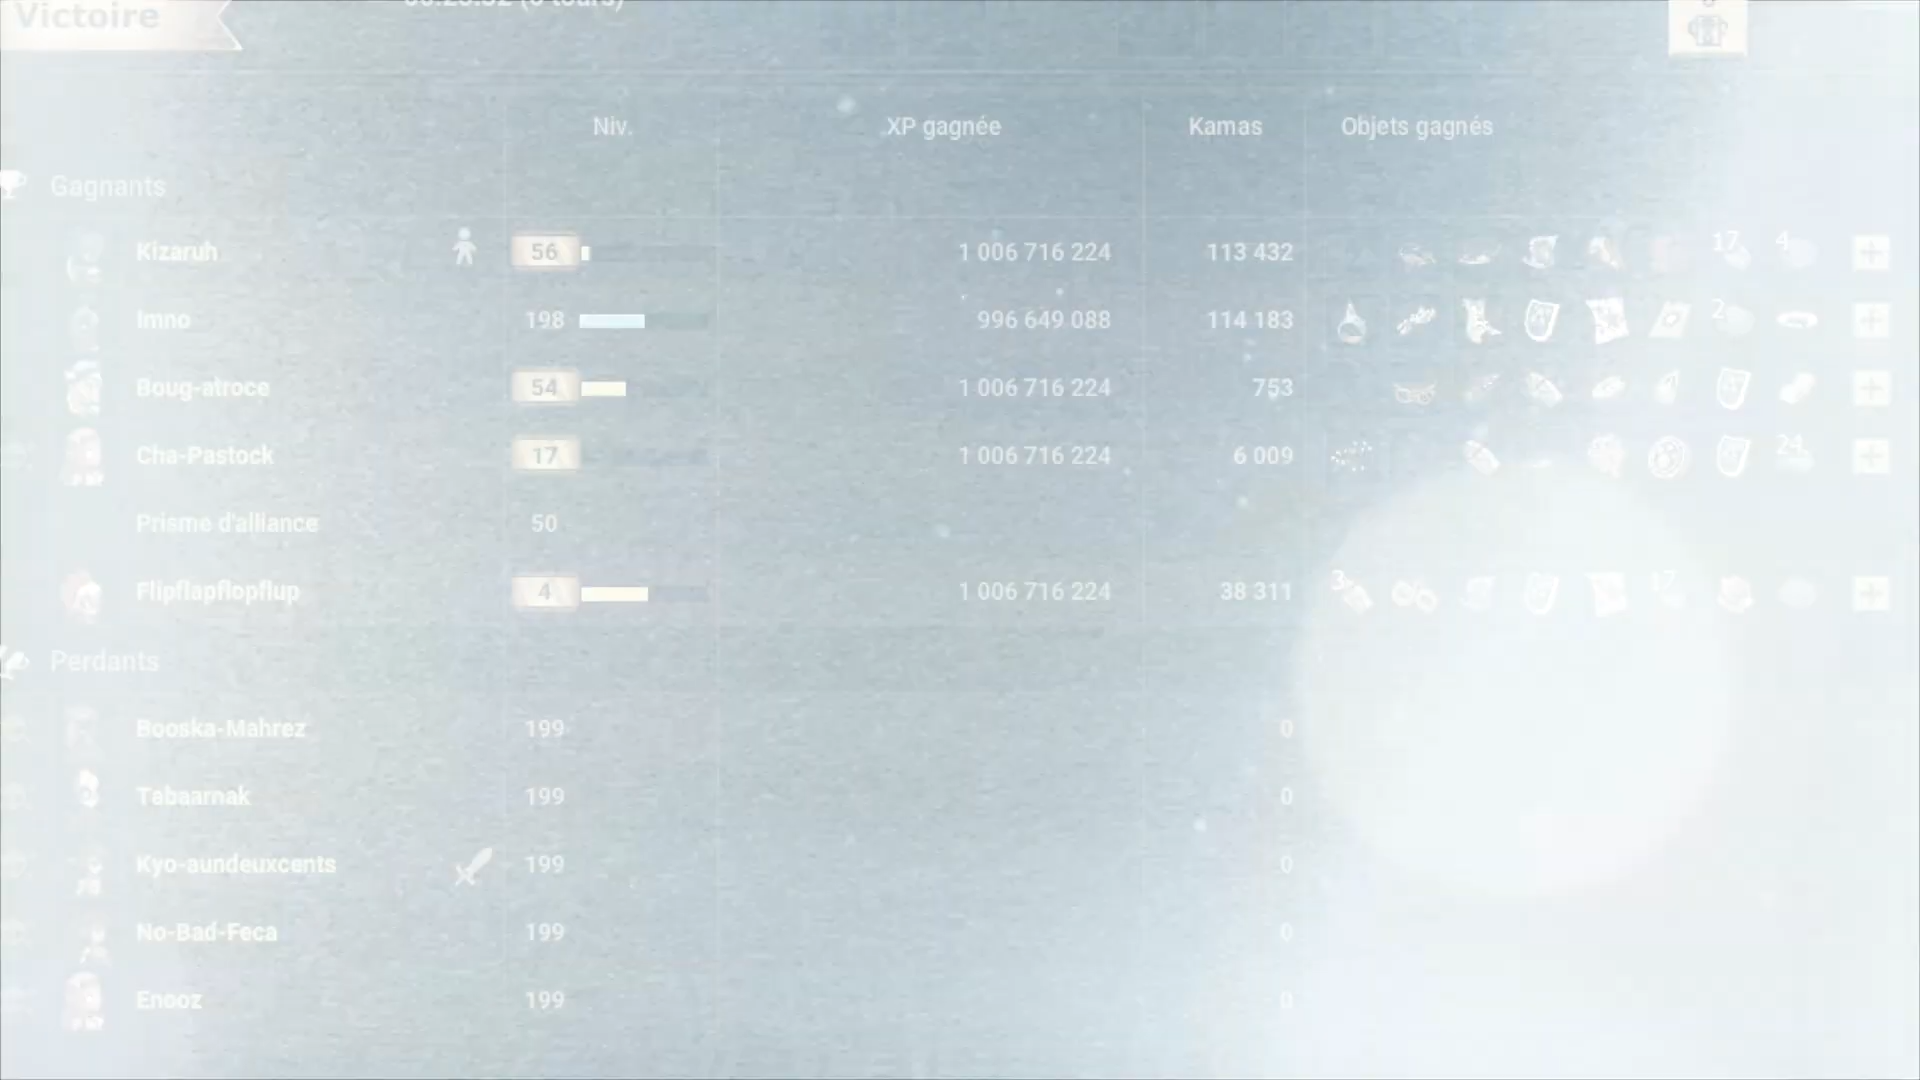 Victoire
Niv. XP gagnée Kamas Objets gagnés
Gagnants
Kizaruh 56 1 006 716 224 113 432 17 4
Imno 198 996 649 088 114 183 2
Boug-atroce 54 1 006 716 224 753
Cha-Pastock 17 1 006 716 224 6 009 24
Prisme d'alliance 50
Flipflapflopflup 4 1 006 716 224 38 311 3 17
Perdants
Booska-Mahrez 199 0
Tabaarnak 199 0
Kyo-aundeuxcents 199 0
No-Bad-Feca 199 0
Enooz 199 0